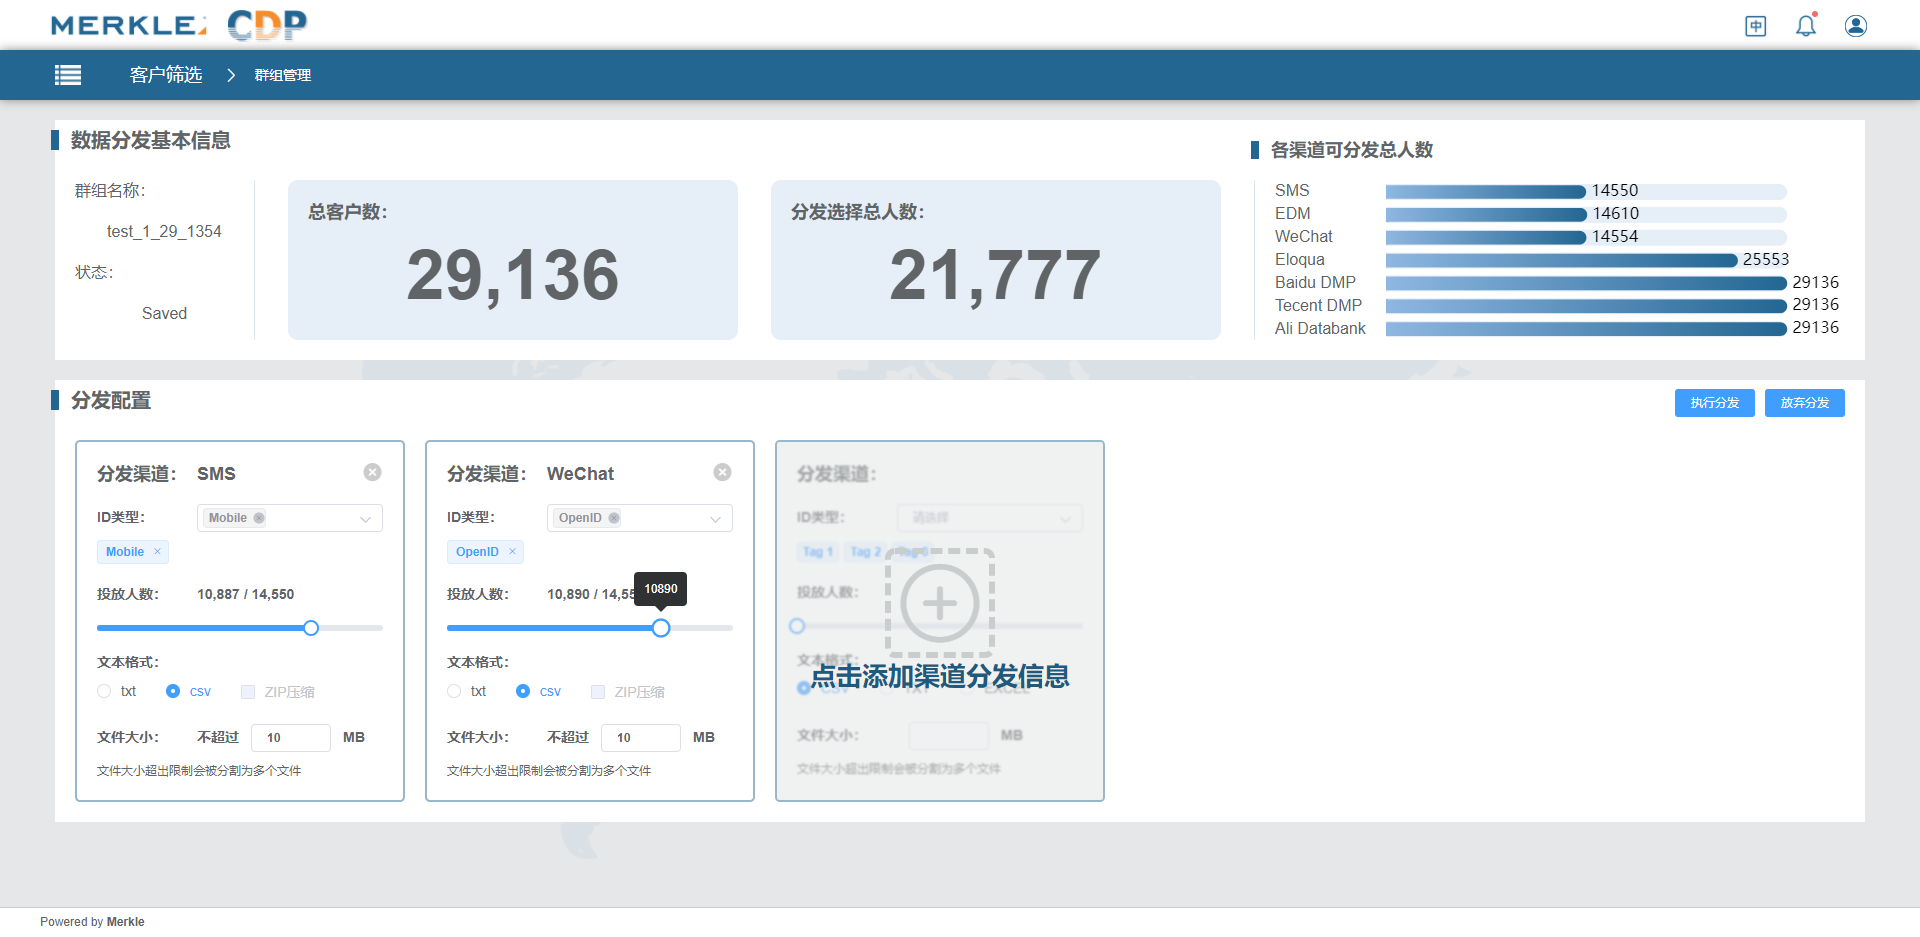 MERKLE CDP
中
客户筛选 > 群组管理
数据分发基本信息
群组名称:
test_1_29_1354
状态:
Saved
总客户数:
29,136
分发选择总人数:
21,777
各渠道可分发总人数
SMS 14550
EDM 14610
WeChat 14554
Eloqua 25553
Baidu DMP 29136
Tecent DMP 29136
Ali Databank 29136
分发配置
执行分发 放弃分发
分发渠道: SMS
ID类型: Mobile
Mobile ×
投放人数: 10,887 / 14,550
文本格式:
txt csv ZIP压缩
文件大小: 不超过 10 MB
文件大小超出限制会被分割为多个文件
分发渠道: WeChat
ID类型: OpenID
OpenID ×
投放人数: 10,890 / 14,55
10890
文本格式:
txt csv ZIP压缩
文件大小: 不超过 10 MB
文件大小超出限制会被分割为多个文件
分发渠道:
ID类型: 请选择
Tag 1 Tag 2
投放人数:
文本格式:
点击添加渠道分发信息
文件大小: MB
文件大小超出限制会被分割为多个文件
Powered by Merkle